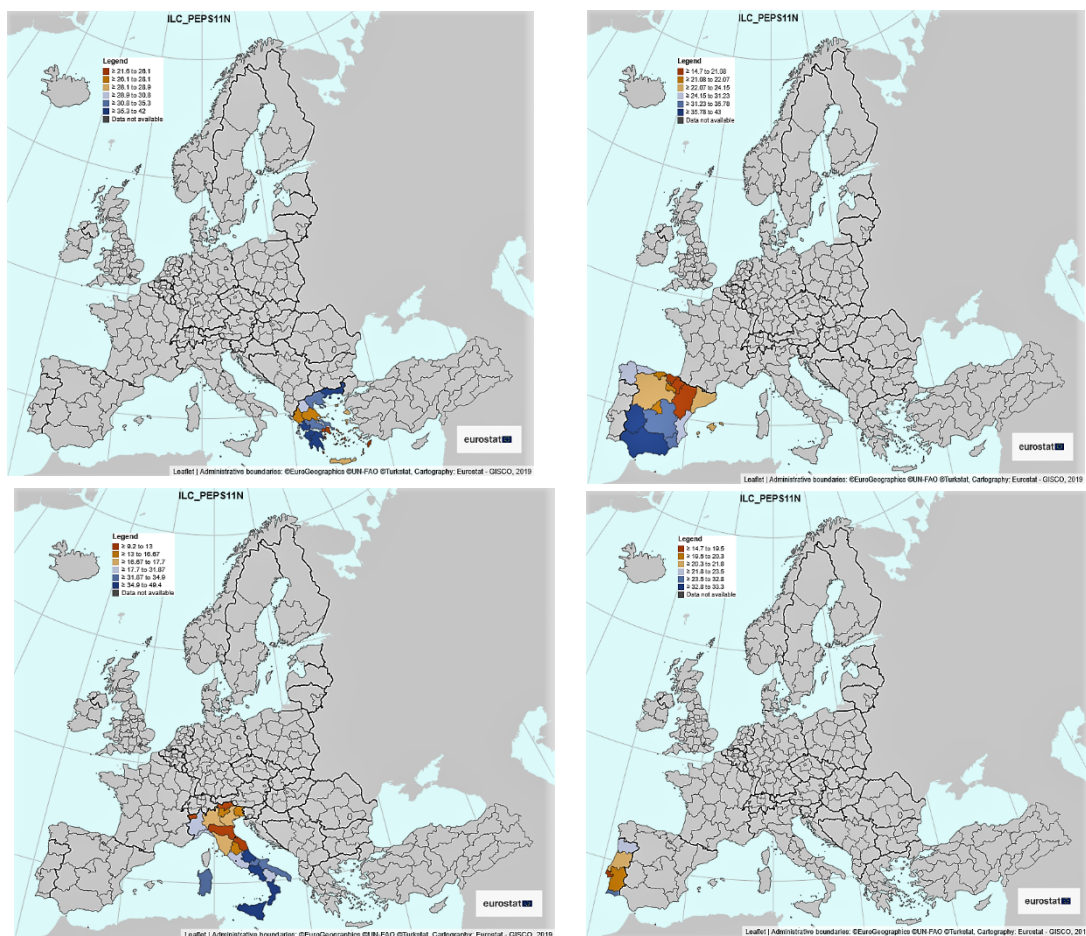 ILC_PEPS11N
Legend
≥ 21.6 to 26.1
≥ 26.1 to 28.1
≥ 28.1 to 28.9
≥ 28.9 to 30.8
≥ 30.8 to 35.3
≥ 35.3 to 42
Data not available
eurostat
Leaflet | Administrative boundaries: ©EuroGeographics ©UN-FAO ©Turkstat, Cartography: Eurostat - GISCO, 2019
ILC_PEPS11N
Legend
≥ 14.7 to 21.08
≥ 21.08 to 22.07
≥ 22.07 to 24.15
≥ 24.15 to 31.23
≥ 31.23 to 35.78
≥ 35.78 to 43
Data not available
eurostat
Leaflet | Administrative boundaries: ©EuroGeographics ©UN-FAO ©Turkstat, Cartography: Eurostat - GISCO, 2019
ILC_PEPS11N
Legend
≥ 9.2 to 13
≥ 13 to 16.67
≥ 16.67 to 17.7
≥ 17.7 to 31.87
≥ 31.87 to 34.9
≥ 34.9 to 49.4
Data not available
eurostat
Leaflet | Administrative boundaries: ©EuroGeographics ©UN-FAO ©Turkstat, Cartography: Eurostat - GISCO, 2019
ILC_PEPS11N
Legend
≥ 14.7 to 19.5
≥ 19.5 to 20.3
≥ 20.3 to 21.8
≥ 21.8 to 23.5
≥ 23.5 to 32.8
≥ 32.8 to 33.3
Data not available
eurostat
Leaflet | Administrative boundaries: ©EuroGeographics ©UN-FAO ©Turkstat, Cartography: Eurostat - GISCO, 201